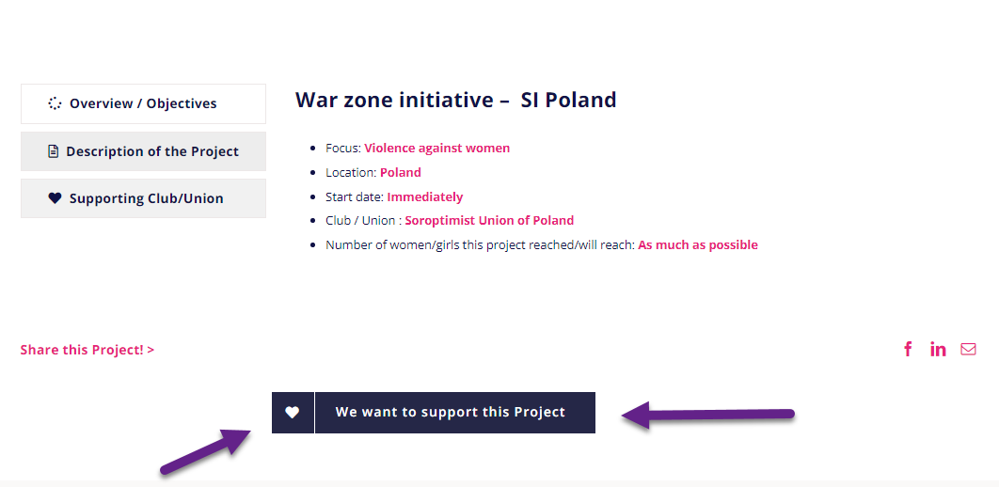 Overview / Objectives
Description of the Project
Supporting Club/Union
War zone initiative – SI Poland
Focus: Violence against women
Location: Poland
Start date: Immediately
Club / Union : Soroptimist Union of Poland
Number of women/girls this project reached/will reach: As much as possible
Share this Project! >
We want to support this Project